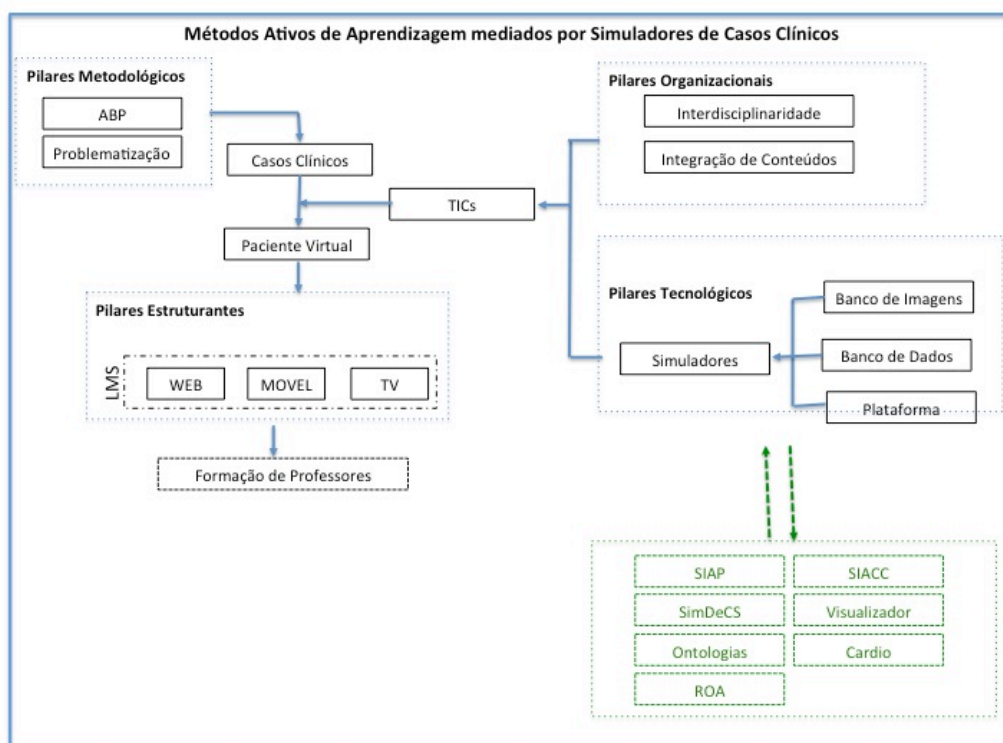 Métodos Ativos de Aprendizagem mediados por Simuladores de Casos Clínicos
Pilares Metodológicos
ABP
Problematização
Casos Clínicos
TICs
Paciente Virtual
Pilares Organizacionais
Interdisciplinaridade
Integração de Conteúdos
Pilares Estruturantes
LMS
WEB
MOVEL
TV
Formação de Professores
Pilares Tecnológicos
Simuladores
Banco de Imagens
Banco de Dados
Plataforma
SIAP
SIACC
SimDeCS
Visualizador
Ontologias
Cardio
ROA